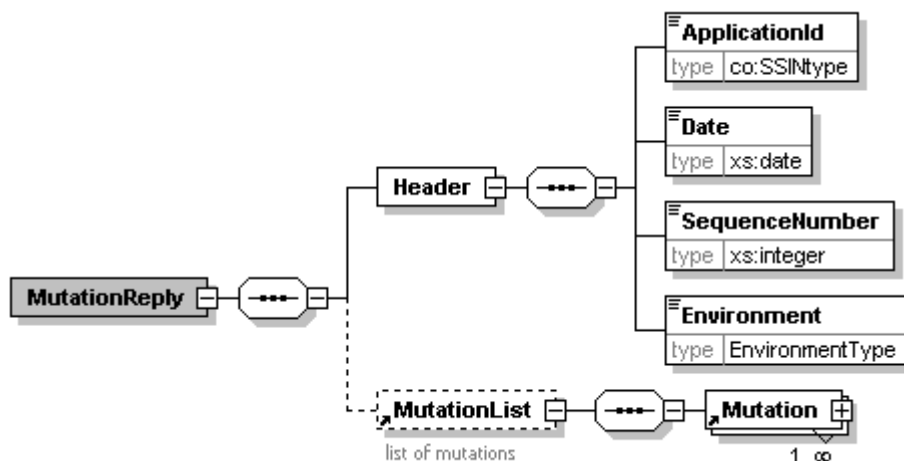 ApplicationId
type co:SSINtype
Date
type xs:date
Header
SequenceNumber
type xs:integer
MutationReply
Environment
type EnvironmentType
MutationList
Mutation
list of mutations
1..∞